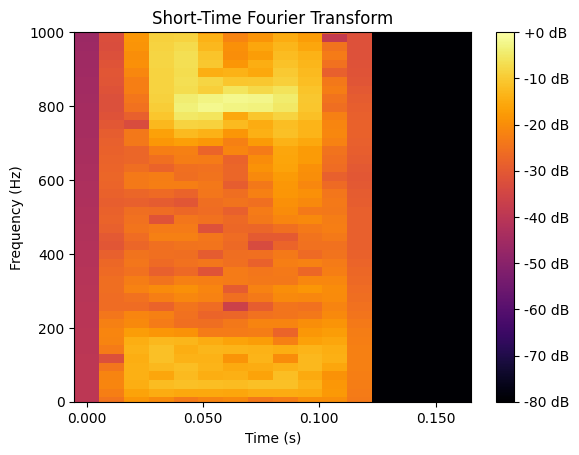 Short-Time Fourier Transform
1000
800
600
400
200
0
Frequency (Hz)
0.000
0.050
0.100
0.150
Time (s)
+0 dB
-10 dB
-20 dB
-30 dB
-40 dB
-50 dB
-60 dB
-70 dB
-80 dB